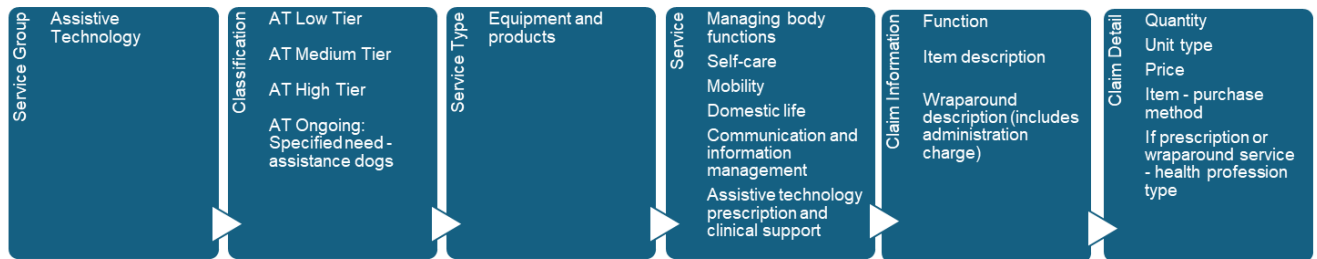 Service Group
Assistive
Technology
Classification
AT Low Tier
AT Medium Tier
AT High Tier
AT Ongoing:
Specified need -
assistance dogs
Service Type
Equipment and
products
Service
Managing body
functions
Self-care
Mobility
Domestic life
Communication and
information
management
Assistive technology
prescription and
clinical support
Claim Information
Function
Item description
Wraparound
description (includes
administration
charge)
Claim Detail
Quantity
Unit type
Price
Item - purchase
method
If prescription or
wraparound service
- health profession
type